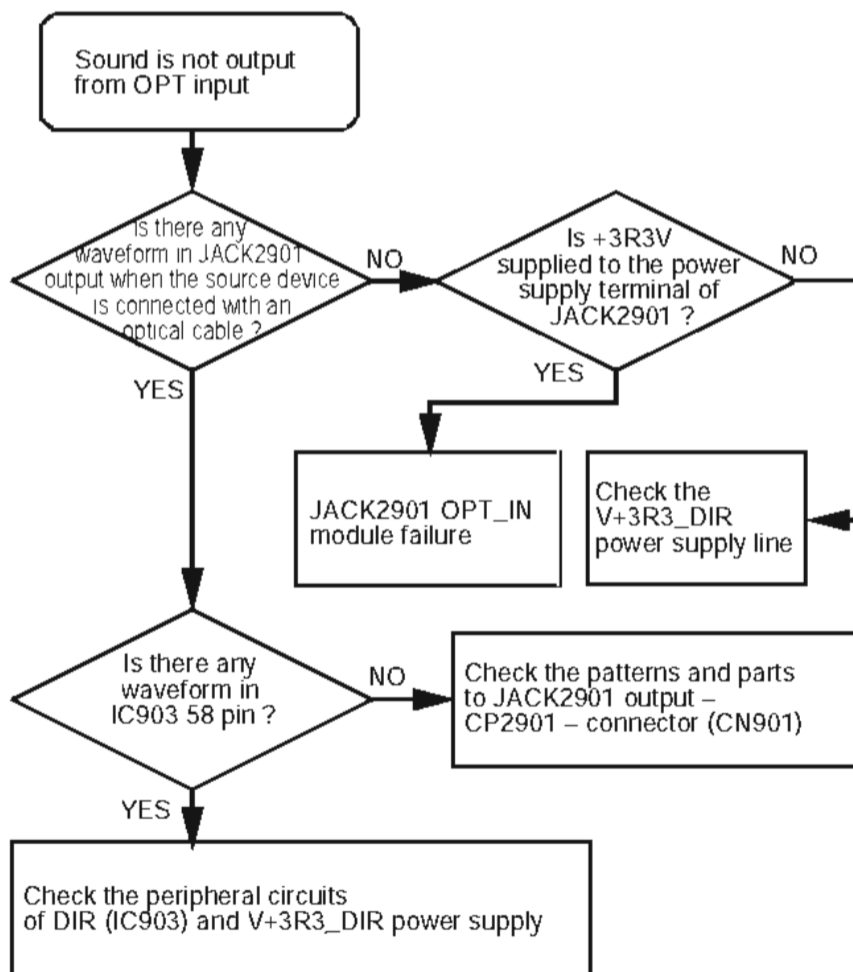 Sound is not output
from OPT input
Is there any
waveform in JACK2901
output when the source device
is connected with an
optical cable ?
NO
Is +3R3V
supplied to the power
supply terminal of
JACK2901 ?
NO
YES
YES
JACK2901 OPT_IN
module failure
Check the
V+3R3_DIR
power supply line
Is there any
waveform in
IC903 58 pin ?
NO
Check the patterns and parts
to JACK2901 output –
CP2901 – connector (CN901)
YES
Check the peripheral circuits
of DIR (IC903) and V+3R3_DIR power supply